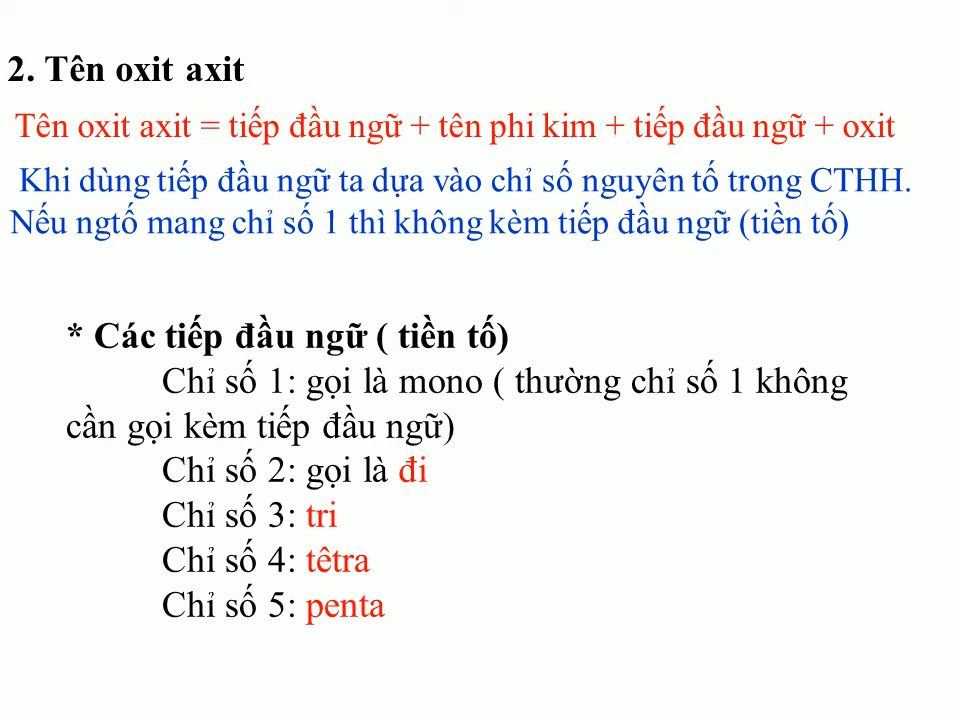 2. Tên oxit axit
Tên oxit axit = tiếp đầu ngữ + tên phi kim + tiếp đầu ngữ + oxit
Khi dùng tiếp đầu ngữ ta dựa vào chỉ số nguyên tố trong CTHH.
Nếu ngtố mang chỉ số 1 thì không kèm tiếp đầu ngữ (tiền tố)
* Các tiếp đầu ngữ ( tiền tố)
Chỉ số 1: gọi là mono ( thường chỉ số 1 không
cần gọi kèm tiếp đầu ngữ)
Chỉ số 2: gọi là đi
Chỉ số 3: tri
Chỉ số 4: têtra
Chỉ số 5: penta